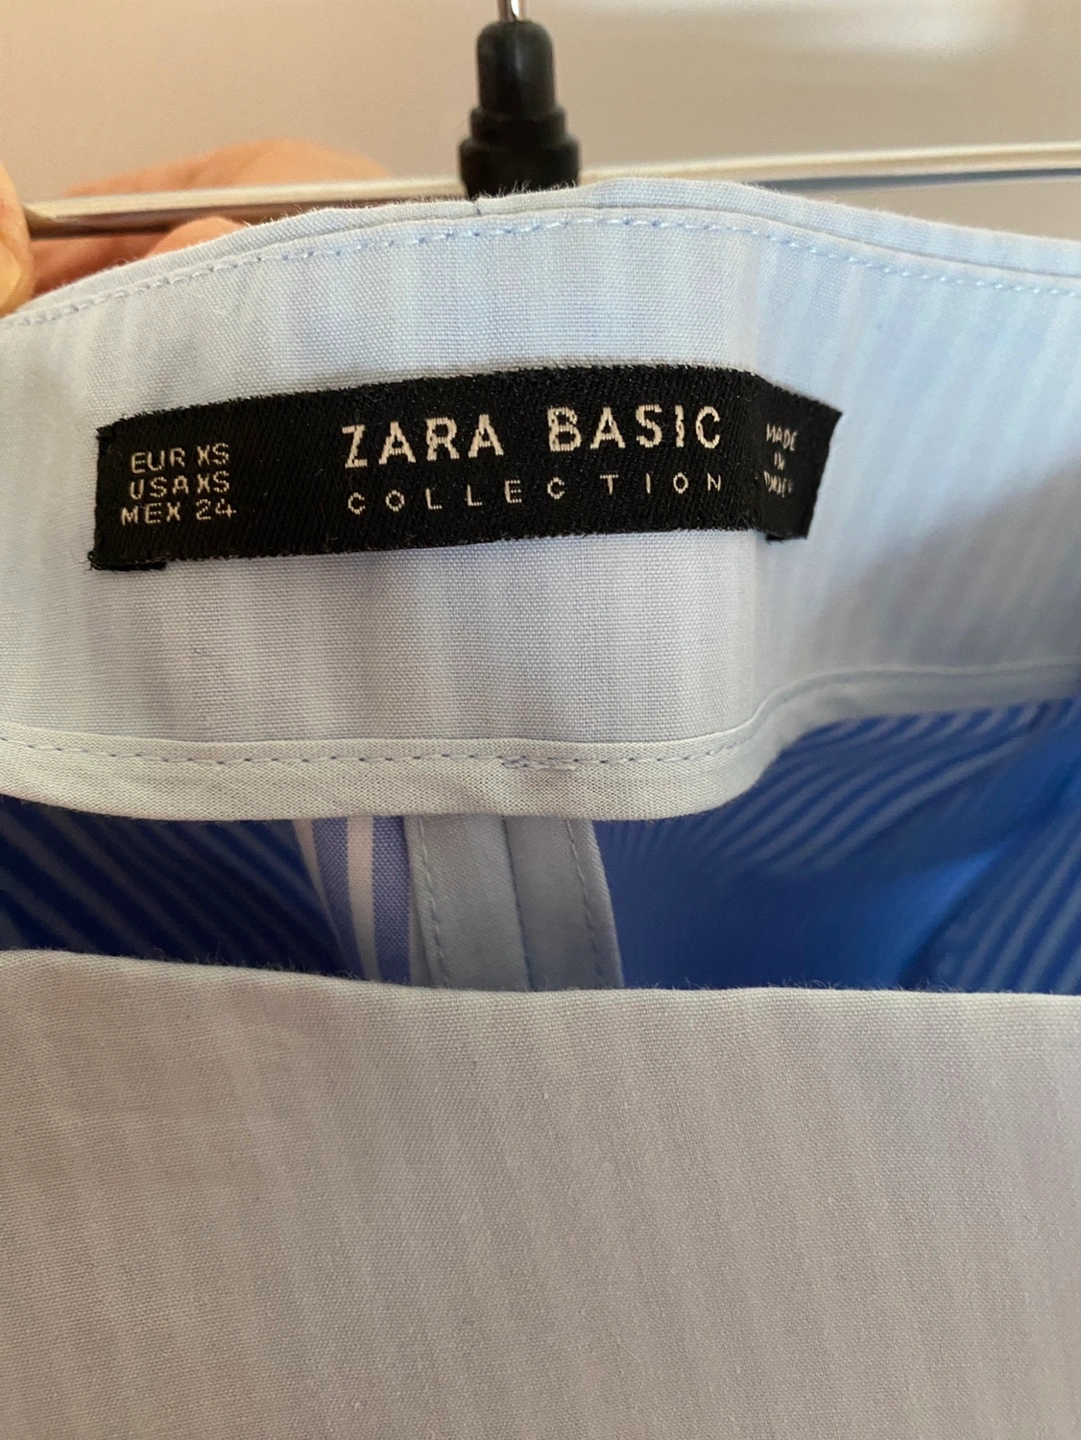 EUR XS
USA XS
MEX 24
ZARA BASIC
COLLECTION
MADE
IN